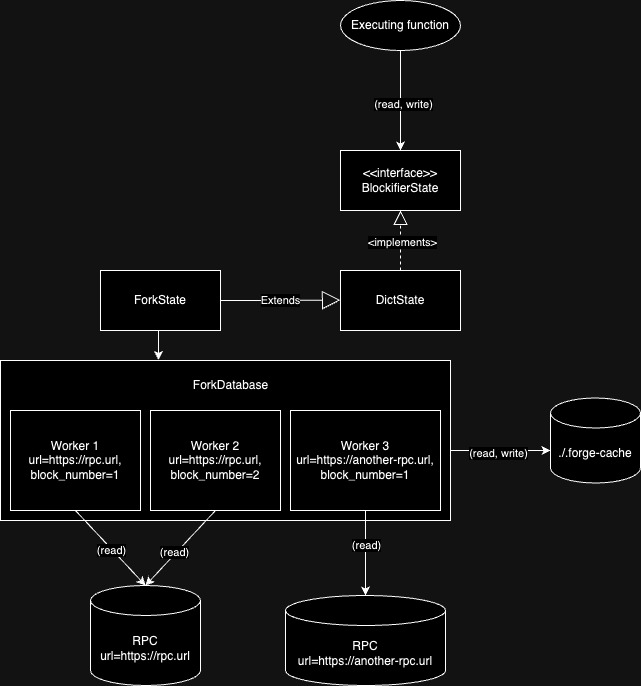 Executing function
(read, write)
<<interface>>
BlockifierState
<implements>
ForkState
Extends
DictState
ForkDatabase
Worker 1
url=https://rpc.url,
block_number=1
Worker 2
url=https://rpc.url,
block_number=2
Worker 3
url=https://another-rpc.url,
block_number=1
(read, write)
./.forge-cache
(read)
(read)
(read)
RPC
url=https://rpc.url
RPC
url=https://another-rpc.url